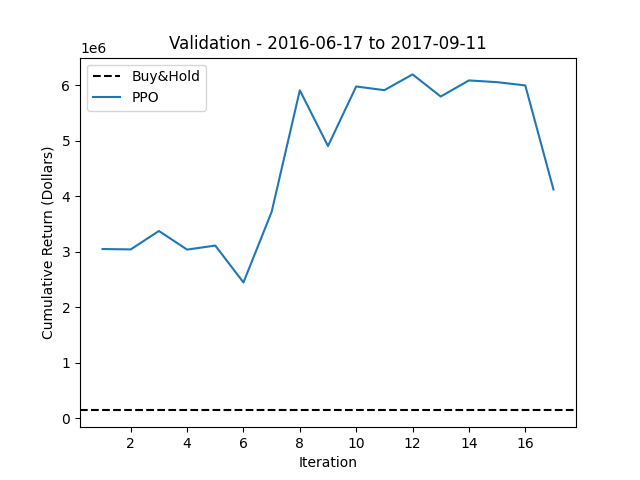 Validation - 2016-06-17 to 2017-09-11
1e6
Buy&Hold
PPO
6
5
4
3
2
1
0
Cumulative Return (Dollars)
2 4 6 8 10 12 14 16
Iteration